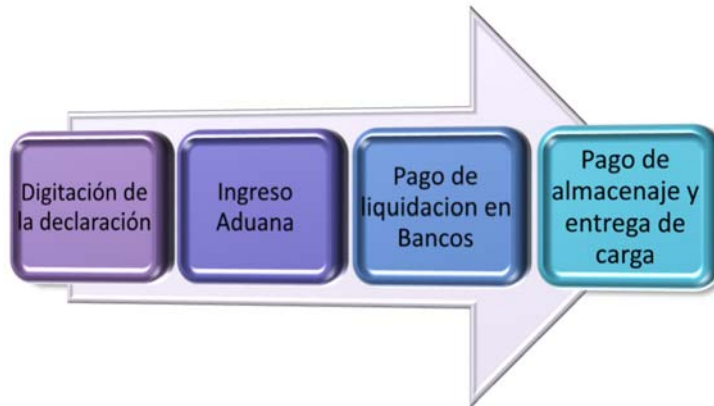 Digitación de
la declaración
Ingreso
Aduana
Pago de
liquidacion en
Bancos
Pago de
almacenaje y
entrega de
carga